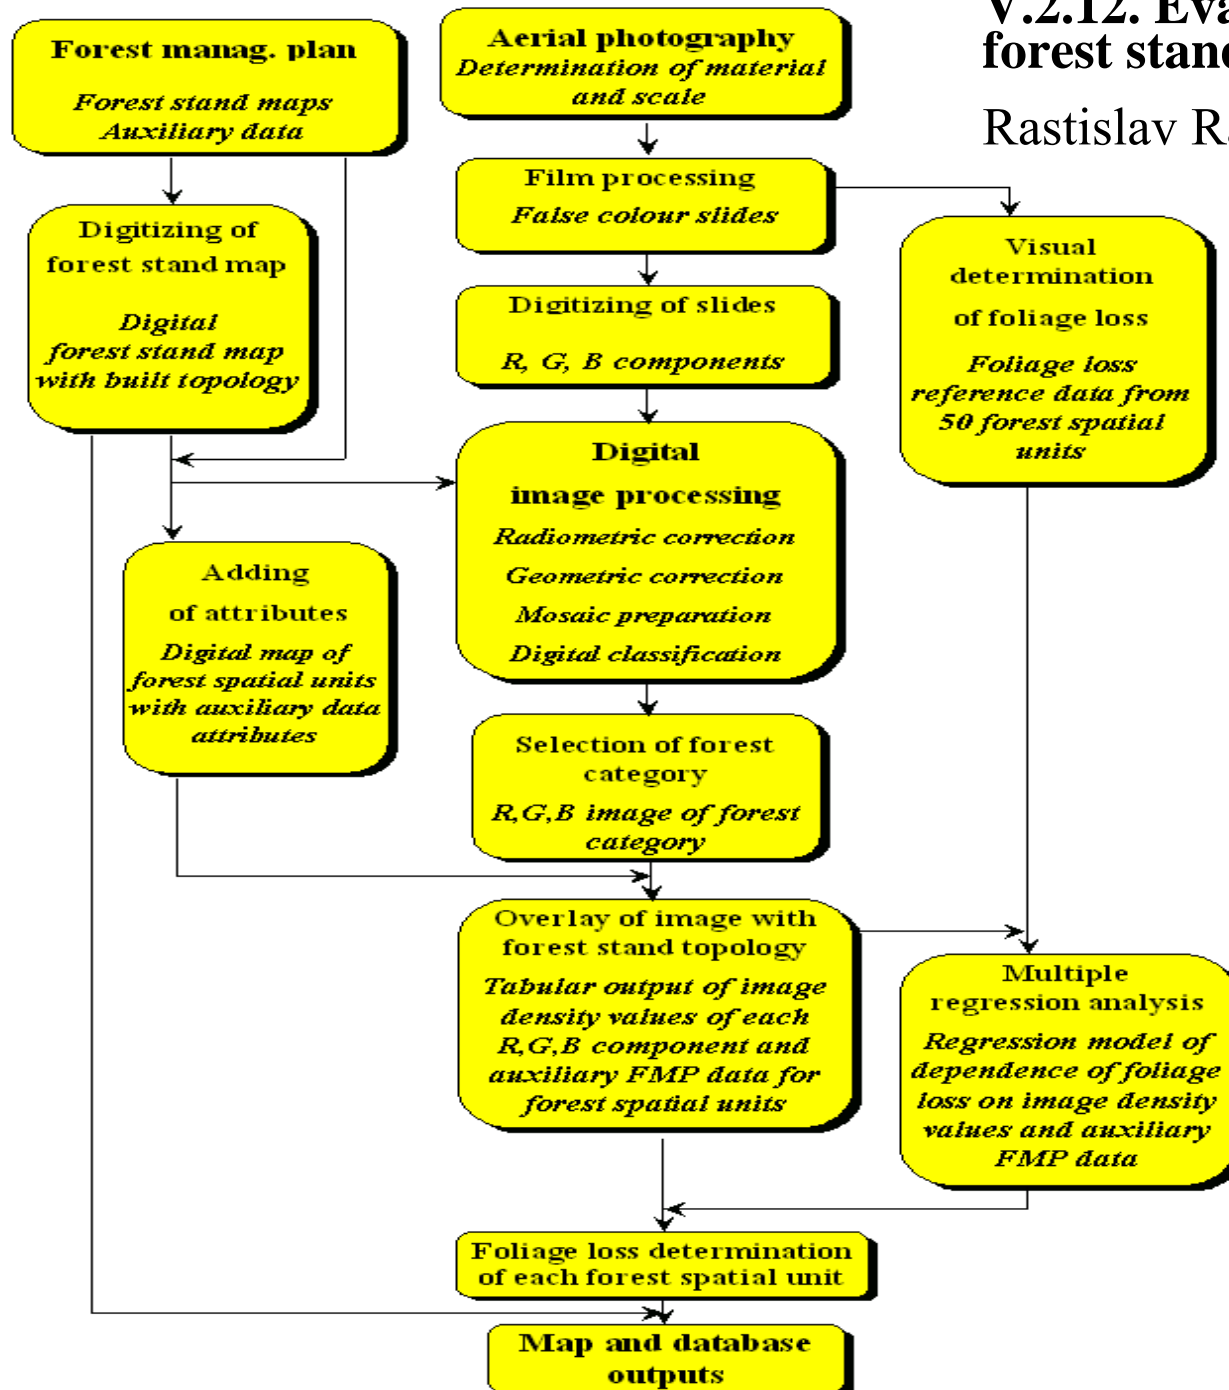 V.2.12.
forest stand
Rastislav
Forest manag. plan
Forest stand maps
Auxiliary data
Aerial photography
Determination of material
and scale
Film processing
False colour slides
Digitizing of
forest stand map
Digital
forest stand map
with built topology
Digitizing of slides
R, G, B components
Visual
determination
of foliage loss
Foliage loss
reference data from
50 forest spatial
units
Digital
image processing
Radiometric correction
Geometric correction
Mosaic preparation
Digital classification
Adding
of attributes
Digital map of
forest spatial units
with auxiliary data
attributes
Selection of forest
category
R,G,B image of forest
category
Overlay of image with
forest stand topology
Tabular output of image
density values of each
R,G,B component and
auxiliary FMP data for
forest spatial units
Multiple
regression analysis
Regression model of
dependence of foliage
loss on image density
values and auxiliary
FMP data
Foliage loss determination
of each forest spatial unit
Map and database
outputs